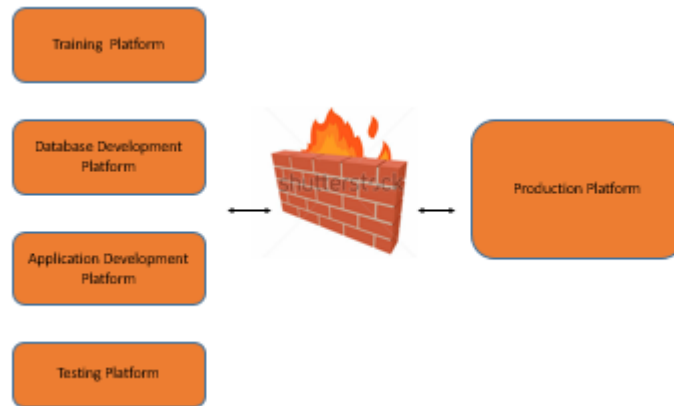 Training Platform
Database Development
Platform
shutterstock
Production Platform
Application Development
Platform
Testing Platform